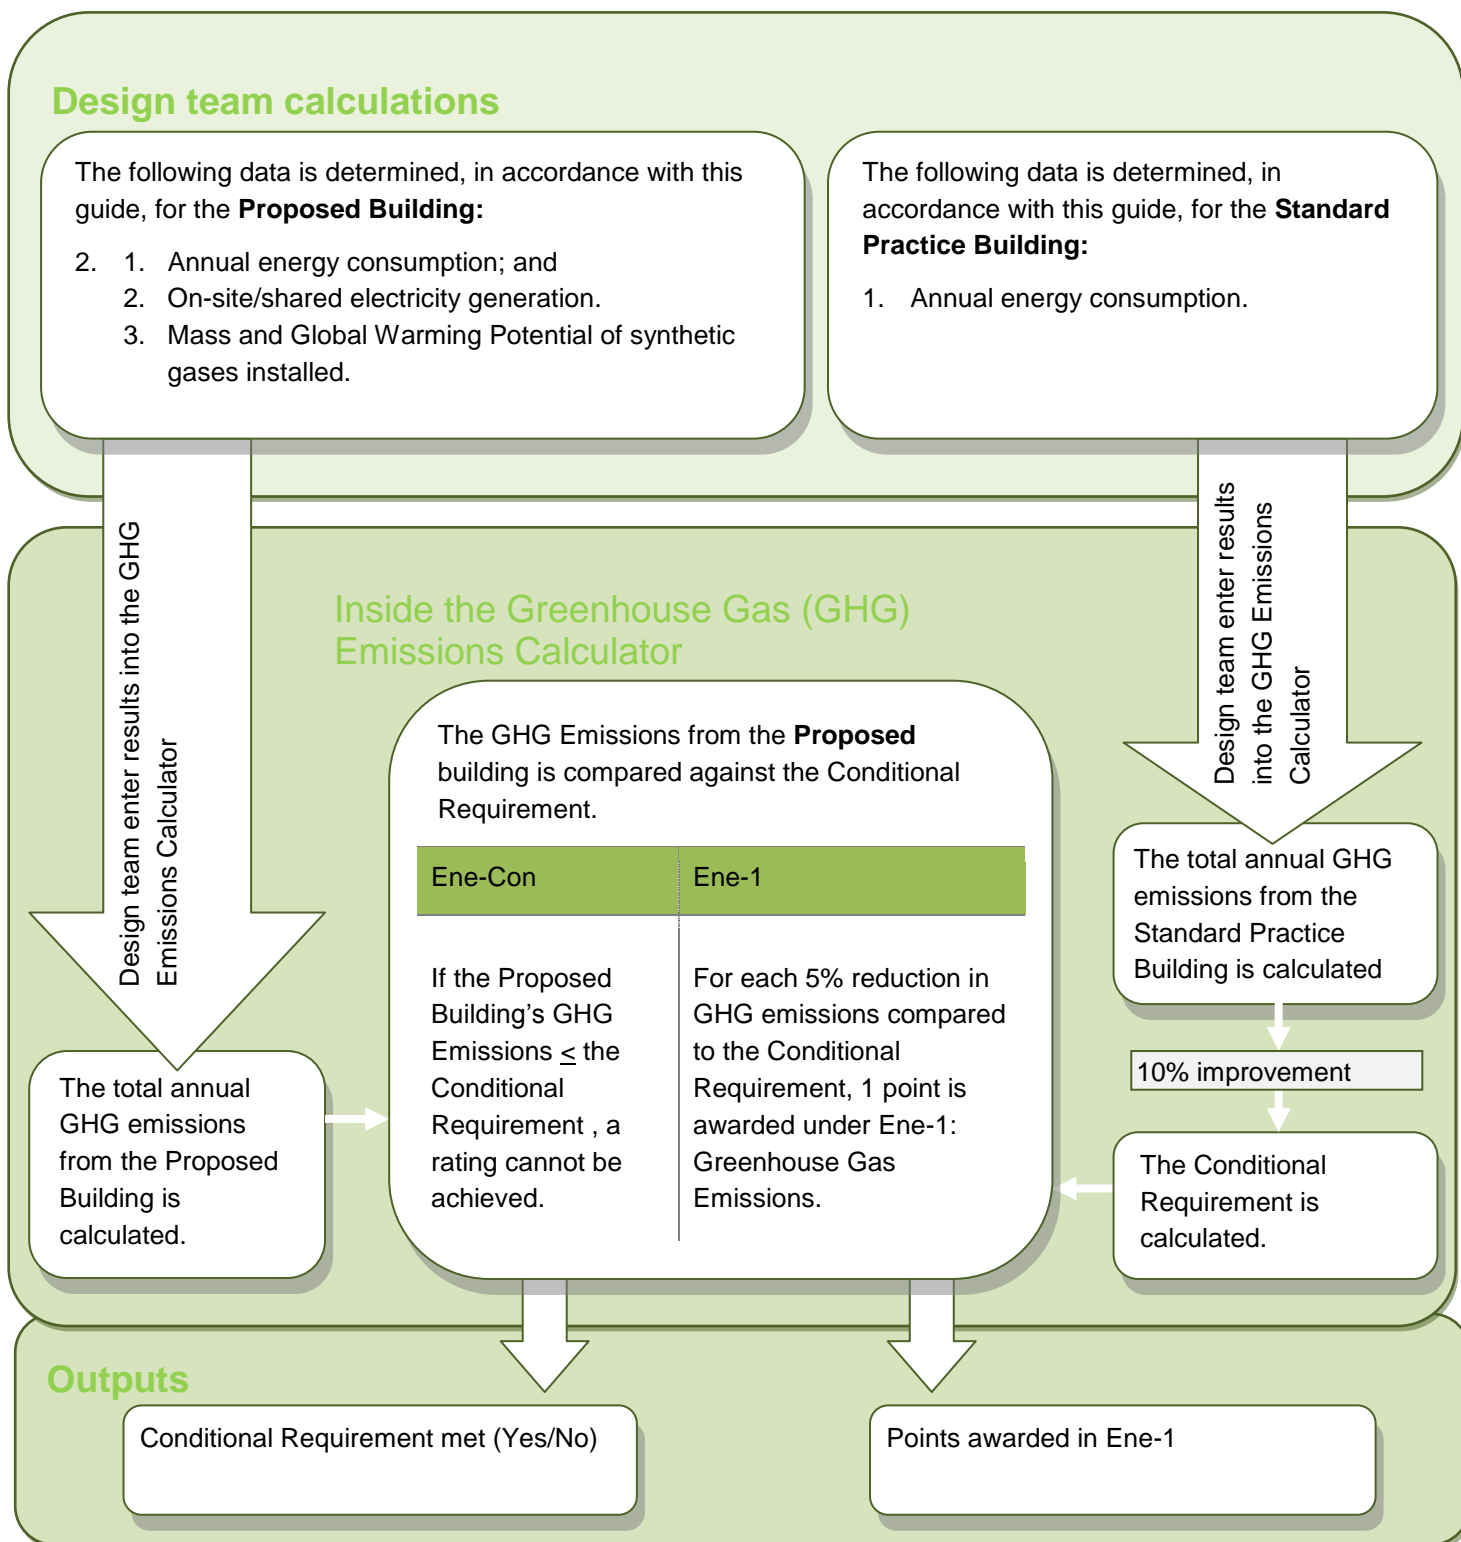 Design team calculations
The following data is determined, in accordance with this
guide, for the Proposed Building:
2. 1. Annual energy consumption; and
2. On-site/shared electricity generation.
3. Mass and Global Warming Potential of synthetic
gases installed.
The following data is determined, in
accordance with this guide, for the Standard
Practice Building:
1. Annual energy consumption.
Design team enter results into the GHG
Emissions Calculator
Design team enter results
into the GHG Emissions
Calculator
Inside the Greenhouse Gas (GHG)
Emissions Calculator
The GHG Emissions from the Proposed
building is compared against the Conditional
Requirement.
Ene-Con
Ene-1
If the Proposed
Building’s GHG
Emissions ≤ the
Conditional
Requirement , a
rating cannot be
achieved.
For each 5% reduction in
GHG emissions compared
to the Conditional
Requirement, 1 point is
awarded under Ene-1:
Greenhouse Gas
Emissions.
The total annual GHG
emissions from the
Standard Practice
Building is calculated
10% improvement
The Conditional
Requirement is
calculated.
The total annual
GHG emissions
from the Proposed
Building is
calculated.
Outputs
Conditional Requirement met (Yes/No)
Points awarded in Ene-1